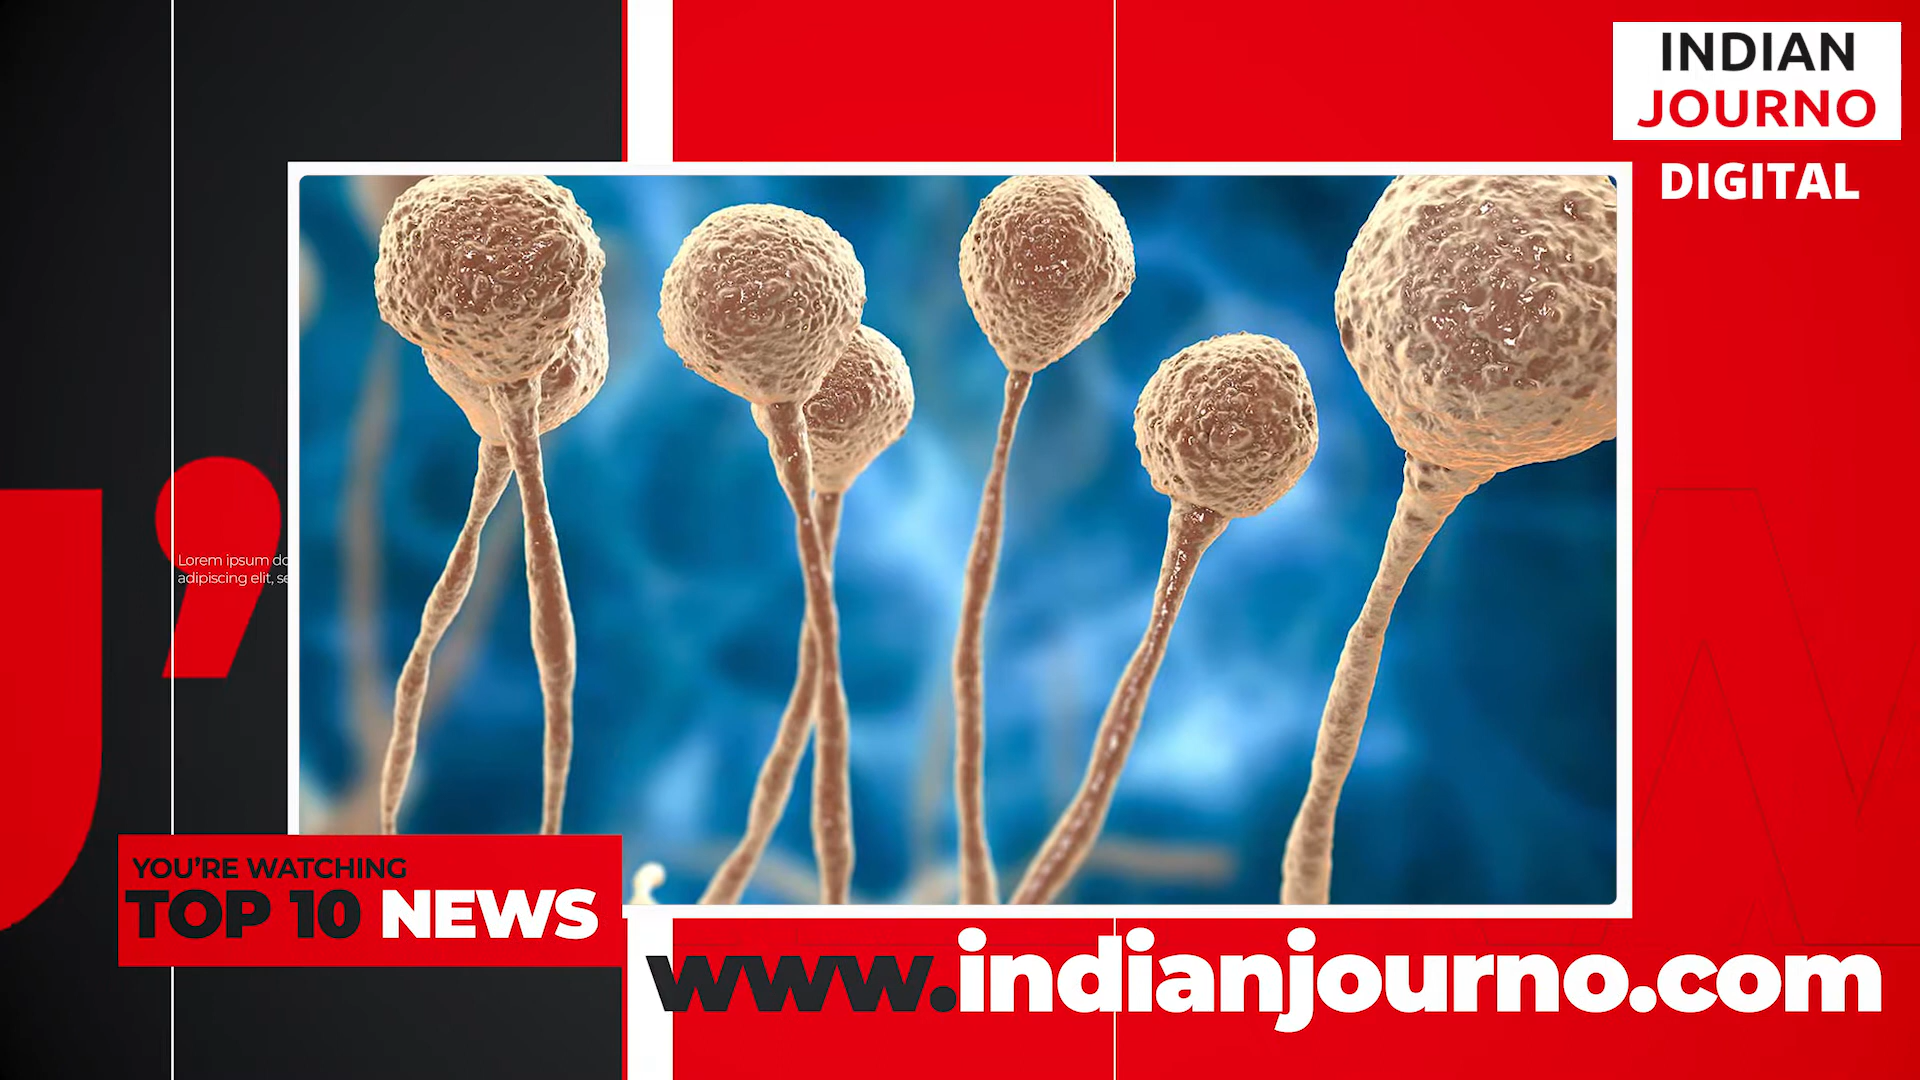 INDIAN
JOURNO
DIGITAL
Lorem ipsum do
adipiscing elit, se
YOU'RE WATCHING
TOP 10 NEWS
www.indianjourno.com